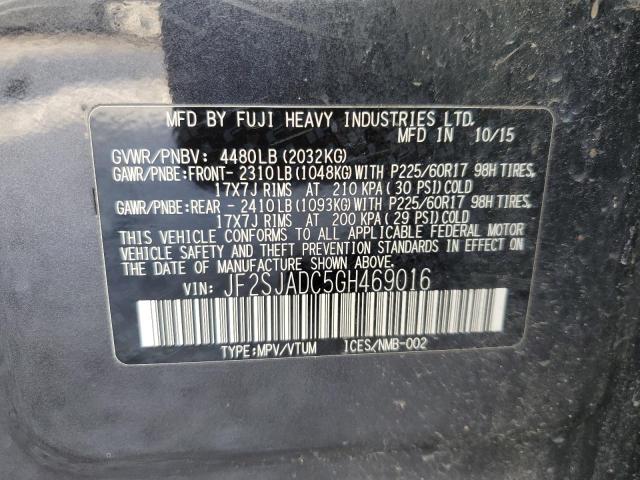 MFD BY FUJI HEAVY INDUSTRIES LTD.
MFD IN 10/15
GVWR/PNBV: 4480LB (2032KG)
GAWR/PNBE:FRONT- 2310LB (1048KG)WITH P225/60R17 98H TIRES,
17X7J RIMS AT 210 KPA (30 PSI)COLD
GAWR/PNBE:REAR - 2410LB (1093KG)WITH P225/60R17 98H TIRES,
17X7J RIMS AT 200 KPA (29 PSI)COLD
THIS VEHICLE CONFORMS TO ALL APPLICABLE FEDERAL MOTOR
VEHICLE SAFETY AND THEFT PREVENTION STANDARDS IN EFFECT ON
THE DATE OF MANUFACTURE SHOWN ABOVE.
VIN: JF2SJADC5GH469016
TYPE:MPV/VTUM ICES/NMB-002